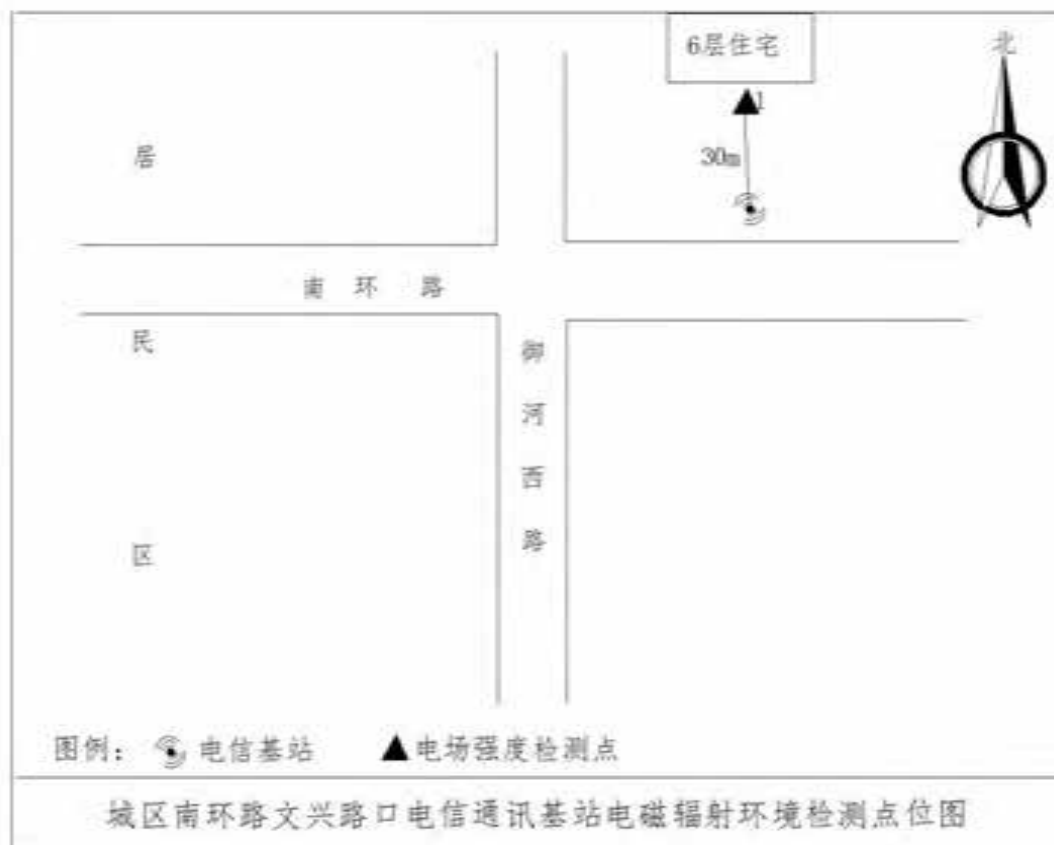 6层住宅
北
1
30m
居
民
区
南环路
御河西路
图例： 电信基站 电场强度检测点
城区南环路文兴路口电信通讯基站电磁辐射环境检测点位图